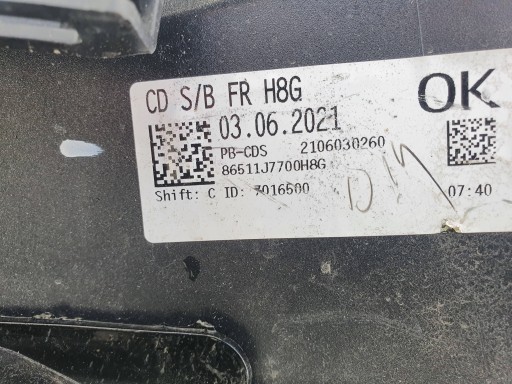 CD S/B FR H8G
OK
03.06.2021
PB-CDS 2106030260
86511J7700H8G
Shift: C ID: 7016500
07:40